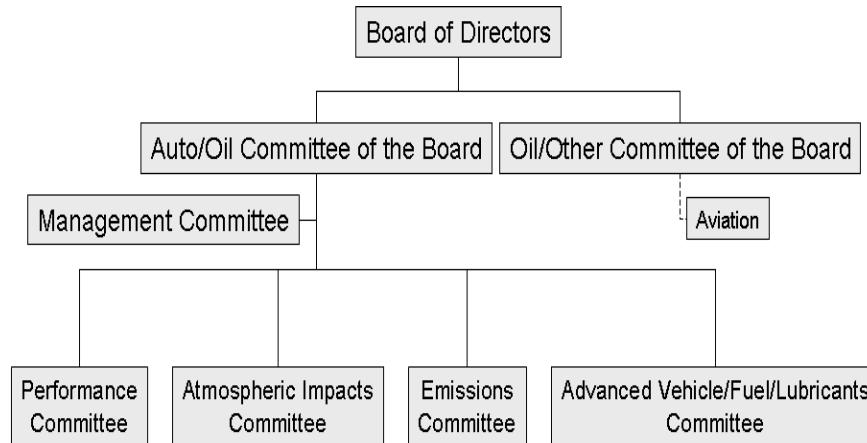 Board of Directors
Auto/Oil Committee of the Board
Oil/Other Committee of the Board
Management Committee
Aviation
Performance
Committee
Atmospheric Impacts
Committee
Emissions
Committee
Advanced Vehicle/Fuel/Lubricants
Committee